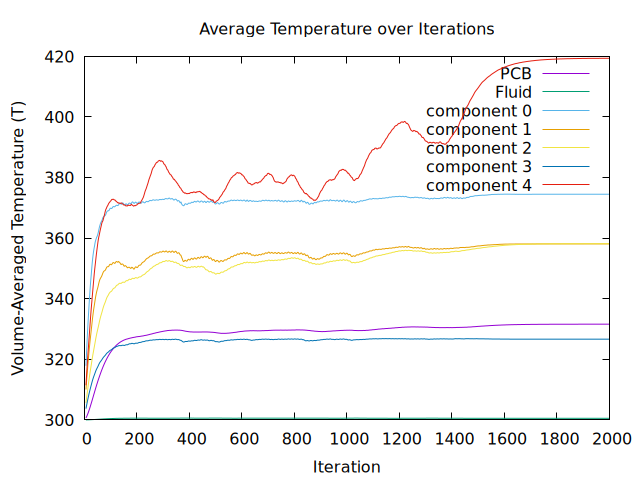 Average Temperature over Iterations
Volume-Averaged Temperature (T)
420
400
380
360
340
320
300
PCB
Fluid
component 0
component 1
component 2
component 3
component 4
0 200 400 600 800 1000 1200 1400 1600 1800 2000
Iteration